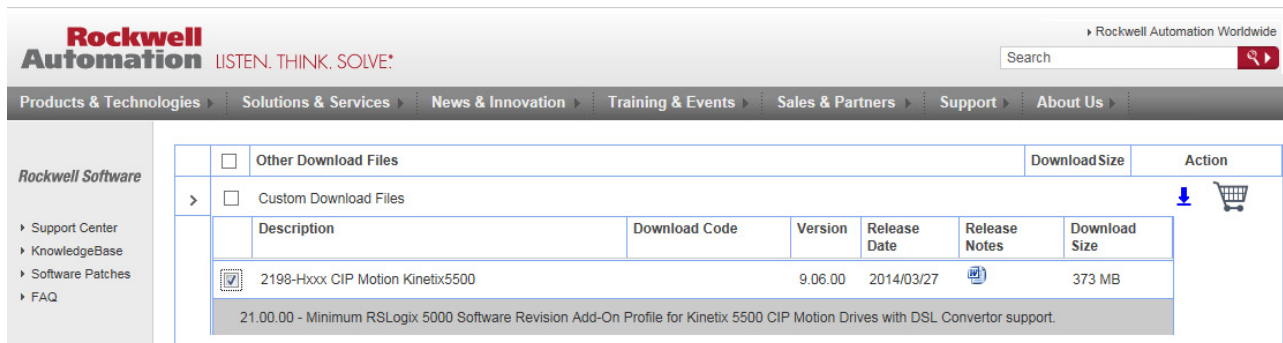 Rockwell Automation Worldwide
Rockwell
Automation LISTEN. THINK. SOLVE.®
Search
Products & Technologies Solutions & Services News & Innovation Training & Events Sales & Partners Support About Us
Rockwell Software
Support Center
KnowledgeBase
Software Patches
FAQ
Other Download Files Download Size Action
Custom Download Files
Description Download Code Version Release Date Release Notes Download Size
2198-Hxxx CIP Motion Kinetix5500 9.06.00 2014/03/27 373 MB
21.00.00 - Minimum RSLogix 5000 Software Revision Add-On Profile for Kinetix 5500 CIP Motion Drives with DSL Convertor support.